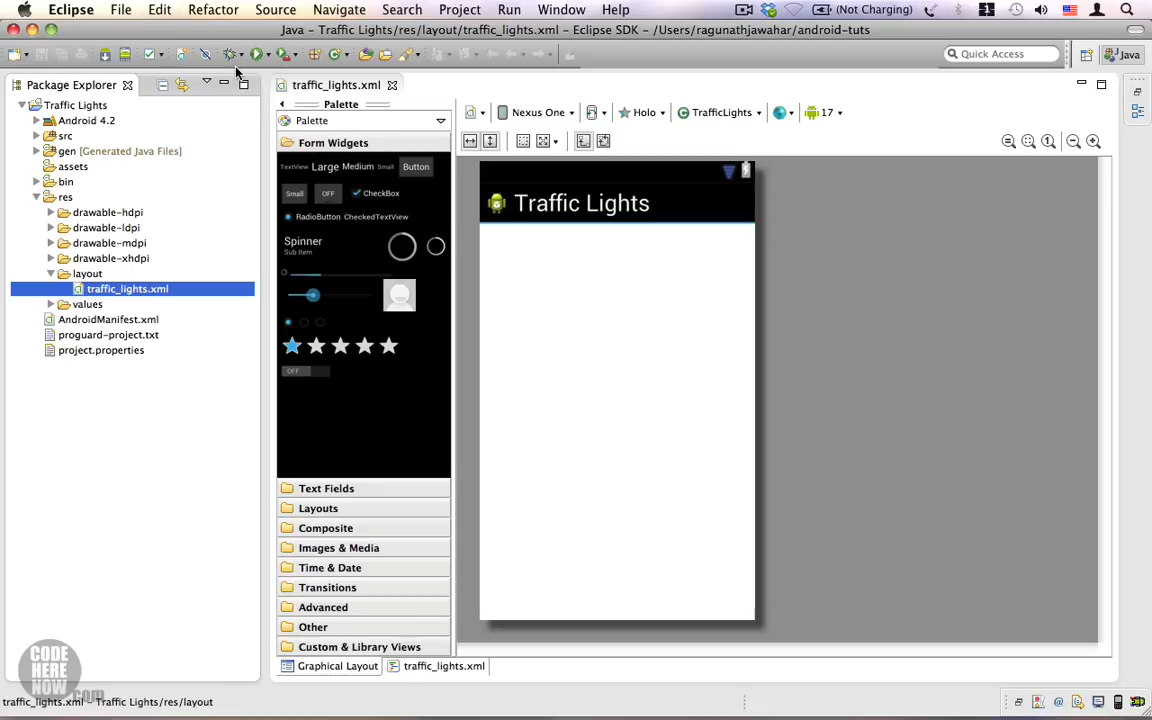 Eclipse File Edit Refactor Source Navigate Search Project Run Window Help (Not Charging)
Java – Traffic Lights/res/layout/traffic_lights.xml – Eclipse SDK – /Users/ragunathjawahar/android-tuts
Quick Access Java
Package Explorer
Traffic Lights
Android 4.2
src
gen [Generated Java Files]
assets
bin
res
drawable-hdpi
drawable-ldpi
drawable-mdpi
drawable-xhdpi
layout
traffic_lights.xml
values
AndroidManifest.xml
proguard-project.txt
project.properties
traffic_lights.xml
Palette
Palette
Form Widgets
TextView Large Medium Small Button
Small OFF CheckBox
RadioButton CheckedTextView
Spinner
Sub Item
OFF
Text Fields
Layouts
Composite
Images & Media
Time & Date
Transitions
Advanced
Other
Custom & Library Views
Nexus One Holo TrafficLights 17
Traffic Lights
Graphical Layout traffic_lights.xml
CODE
HERE
NOW.com
traffic_lights.xml – Traffic Lights/res/layout